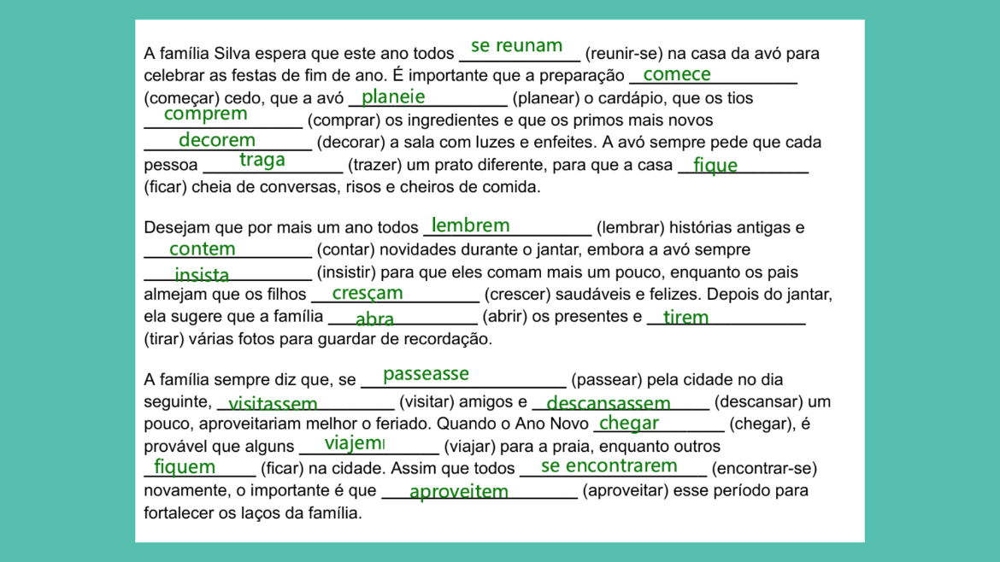 A família Silva espera que este ano todos se reunam (reunir-se) na casa da avó para
celebrar as festas de fim de ano. É importante que a preparação comece
(começar) cedo, que a avó planeie (planear) o cardápio, que os tios
comprem (comprar) os ingredientes e que os primos mais novos
decorem (decorar) a sala com luzes e enfeites. A avó sempre pede que cada
pessoa traga (trazer) um prato diferente, para que a casa fique
(ficar) cheia de conversas, risos e cheiros de comida.
Desejam que por mais um ano todos lembrem (lembrar) histórias antigas e
contem (contar) novidades durante o jantar, embora a avó sempre
insista (insistir) para que eles comam mais um pouco, enquanto os pais
almejam que os filhos cresçam (crescer) saudáveis e felizes. Depois do jantar,
ela sugere que a família abra (abrir) os presentes e tirem
(tirar) várias fotos para guardar de recordação.
A família sempre diz que, se passeasse (passear) pela cidade no dia
seguinte, visitassem (visitar) amigos e descansassem (descansar) um
pouco, aproveitariam melhor o feriado. Quando o Ano Novo chegar (chegar), é
provável que alguns viajem (viajar) para a praia, enquanto outros
fiquem (ficar) na cidade. Assim que todos se encontrarem (encontrar-se)
novamente, o importante é que aproveitem (aproveitar) esse período para
fortalecer os laços da família.